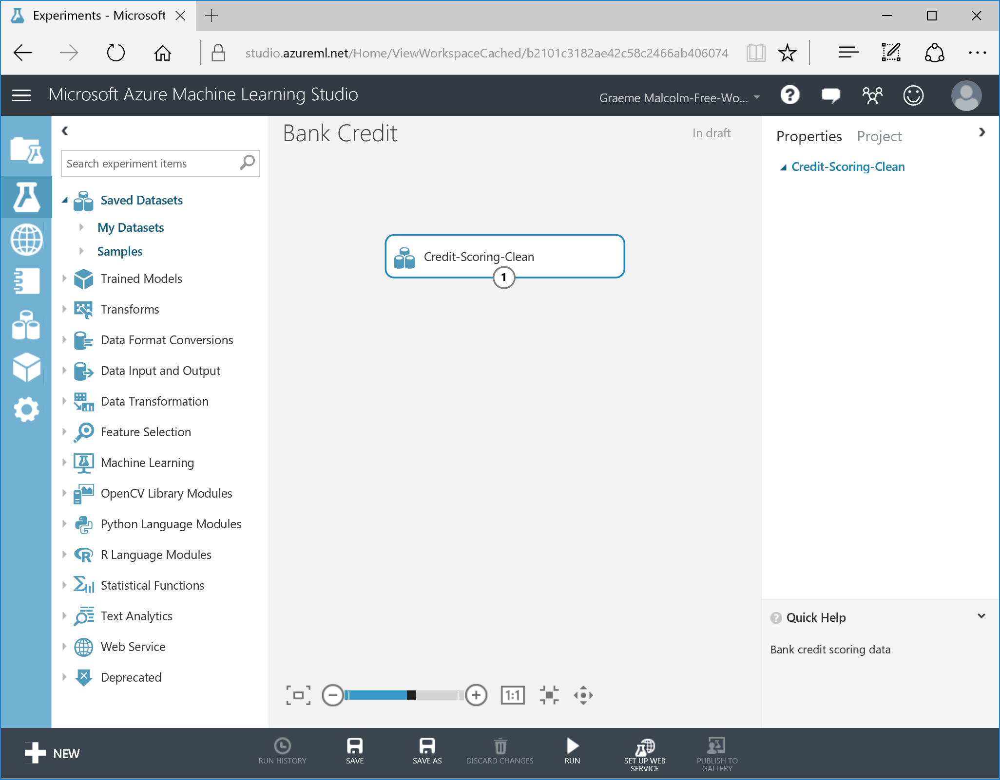 Experiments - Microsoft
studio.azureml.net/Home/ViewWorkspaceCached/b2101c3182ae42c58c2466ab406074
Microsoft Azure Machine Learning Studio
Graeme Malcolm-Free-Wo...
?
Search experiment items
Saved Datasets
My Datasets
Samples
Trained Models
Transforms
Data Format Conversions
Data Input and Output
Data Transformation
Feature Selection
Machine Learning
OpenCV Library Modules
Python Language Modules
R Language Modules
Statistical Functions
Text Analytics
Web Service
Deprecated
Bank Credit
In draft
Credit-Scoring-Clean
1
1:1
Properties Project
Credit-Scoring-Clean
? Quick Help
Bank credit scoring data
NEW
RUN HISTORY
SAVE
SAVE AS
DISCARD CHANGES
RUN
SET UP WEB
SERVICE
PUBLISH TO
GALLERY